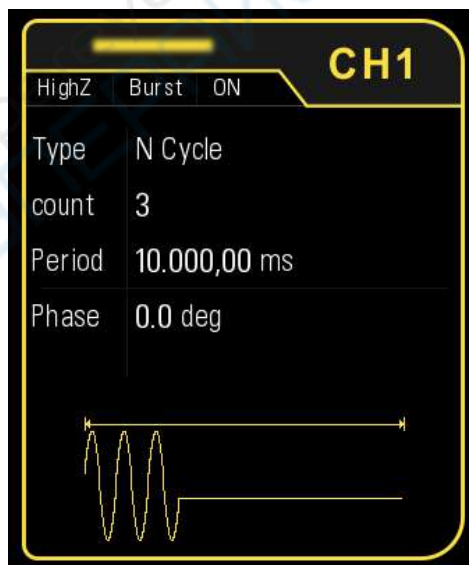 CH1
HighZ Burst ON
Type N Cycle
count 3
Period 10.000,00 ms
Phase 0.0 deg